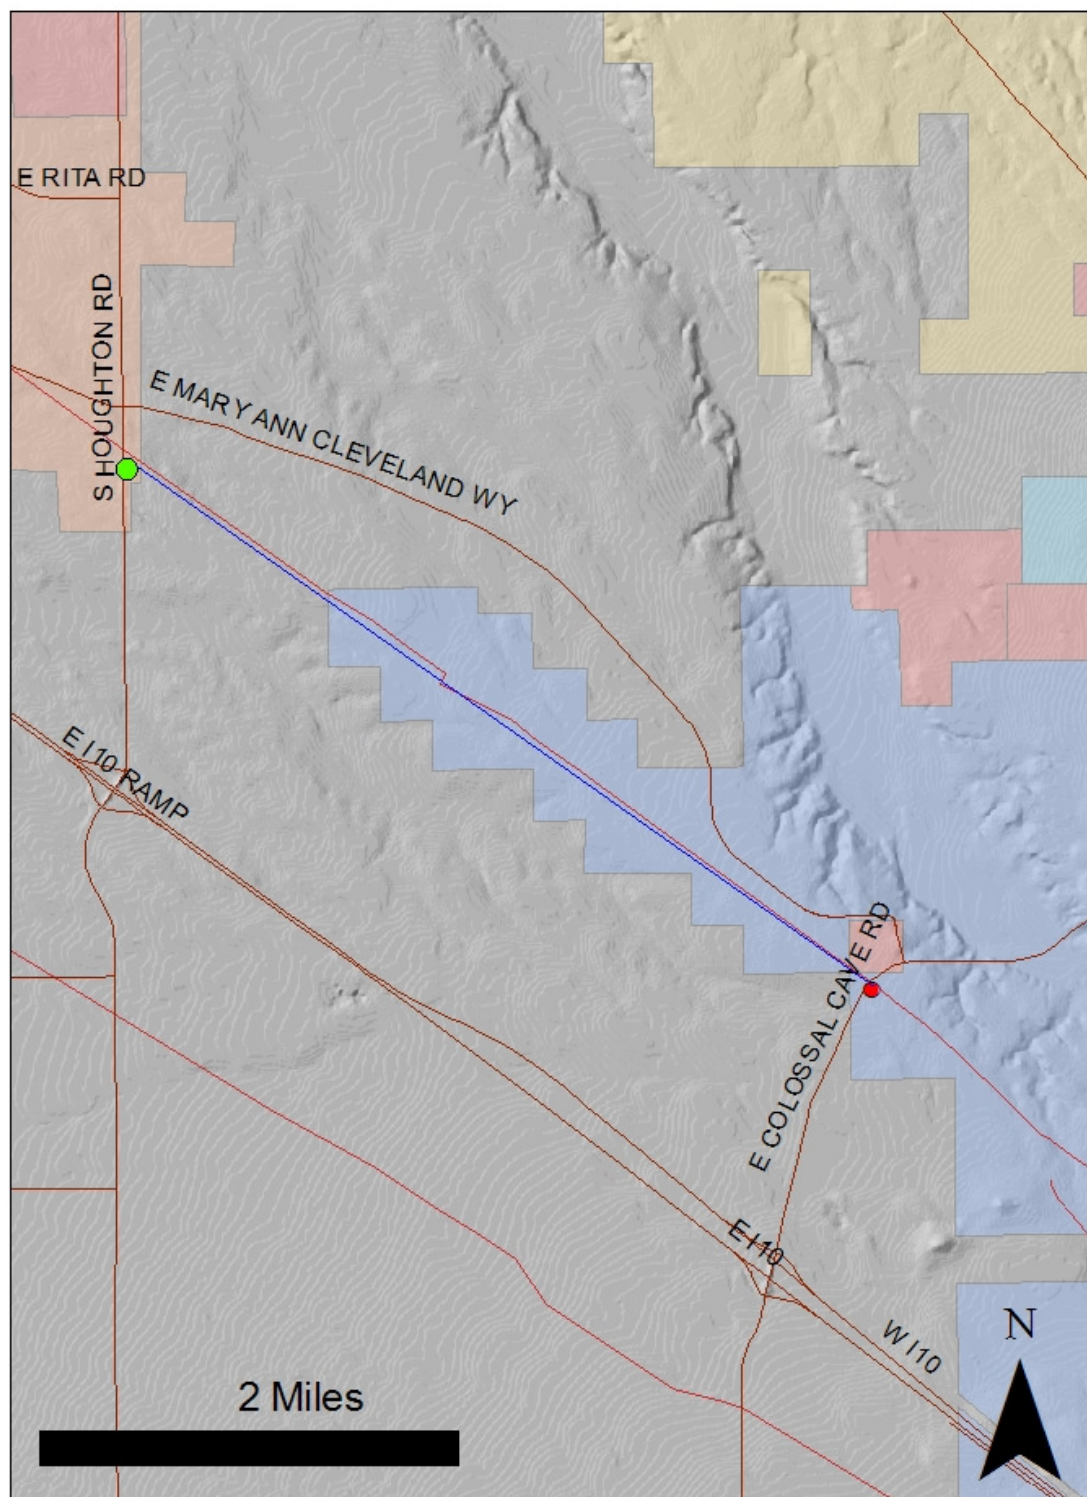 E RITA RD
S HOUGHTON RD
E MARY ANN CLEVELAND WY
E I10 RAMP
E COLOSSAL CAVE RD
E I10
W I10
N
2 Miles